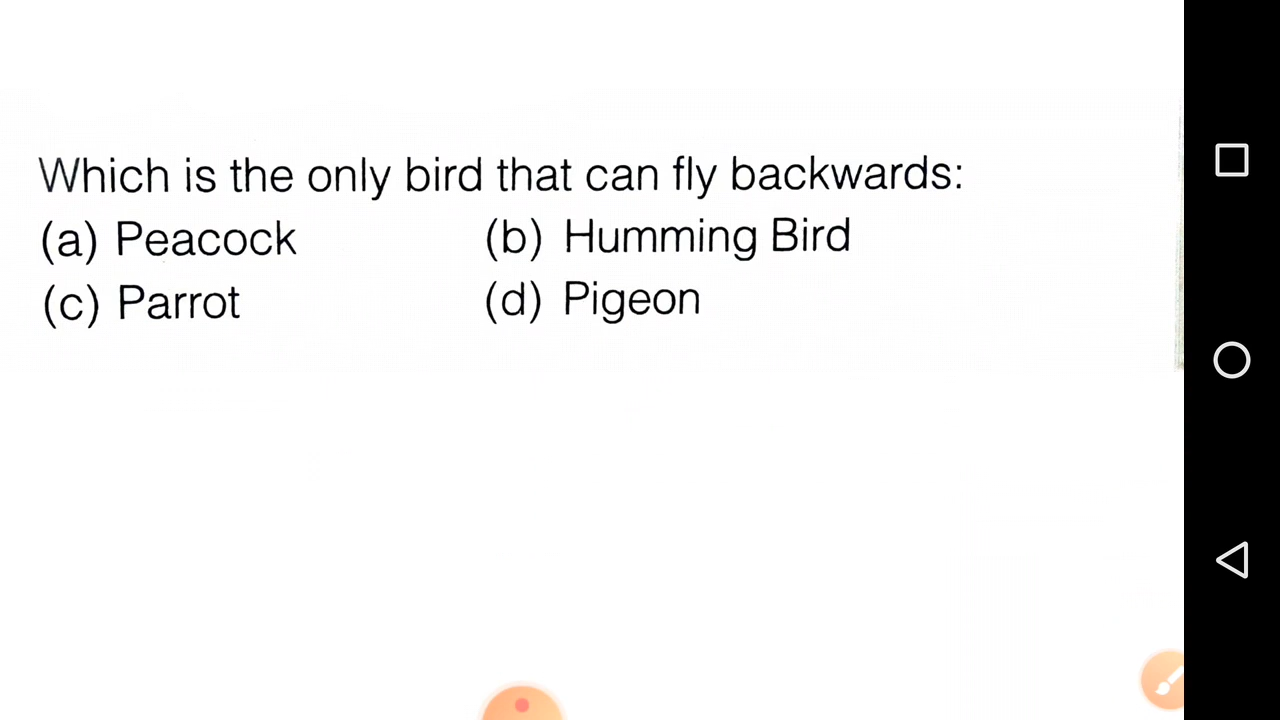 Which is the only bird that can fly backwards:
(a) Peacock (b) Humming Bird
(c) Parrot (d) Pigeon